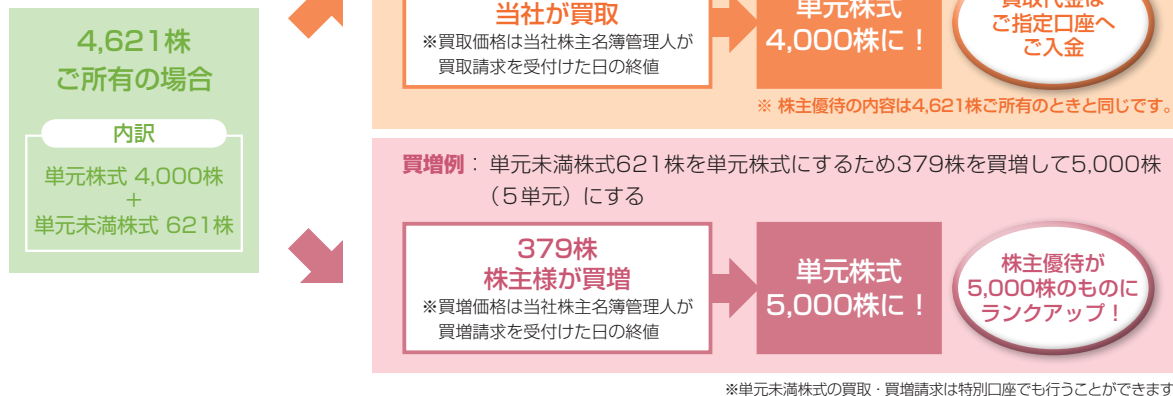 4,621株
ご所有の場合
内訳
単元株式 4,000株
＋
単元未満株式 621株
当社が買取
※買取価格は当社株主名簿管理人が
買取請求を受付けた日の終値
単元株式
4,000株に！
買取代金は
ご指定口座へ
ご入金
※ 株主優待の内容は4,621株ご所有のときと同じです。
買増例：単元未満株式621株を単元株式にするため379株を買増して5,000株
（5単元）にする
379株
株主様が買増
※買増価格は当社株主名簿管理人が
買増請求を受付けた日の終値
単元株式
5,000株に！
株主優待が
5,000株のものに
ランクアップ！
※単元未満株式の買取・買増請求は特別口座でも行うことができます